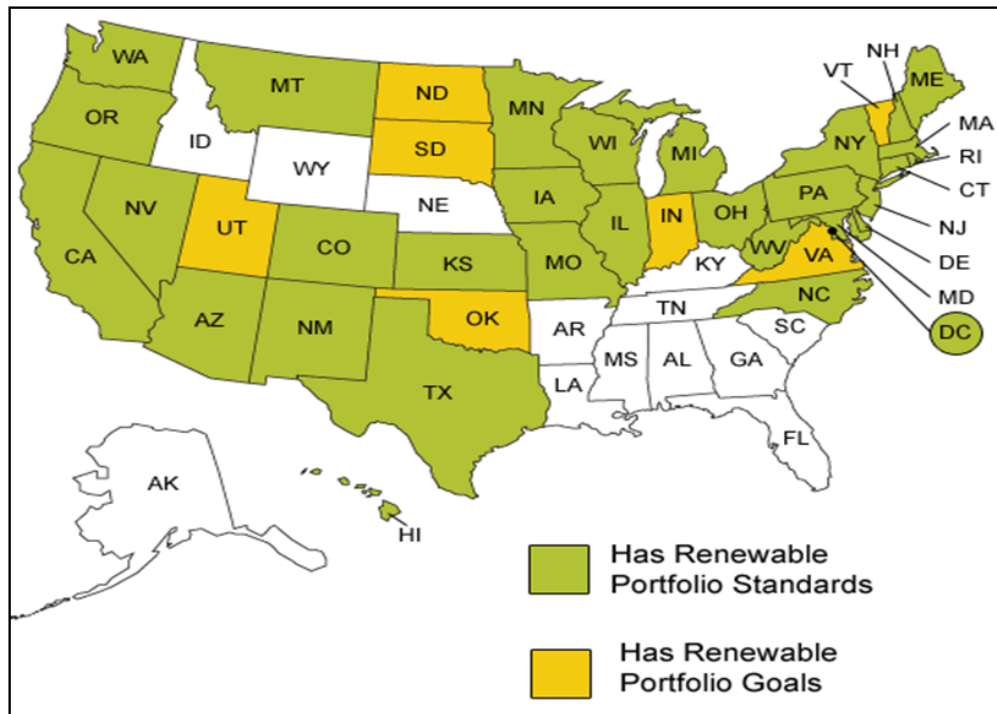 WA
MT
ND
MN
OR
ID
WY
SD
WI
MI
NY
VT
NH
ME
MA
RI
CT
NJ
DE
MD
DC
NV
UT
CO
NE
IA
IL
IN
OH
PA
WV
VA
CA
AZ
NM
KS
MO
KY
NC
OK
AR
TN
SC
TX
LA
MS
AL
GA
FL
AK
HI
Has Renewable
Portfolio Standards
Has Renewable
Portfolio Goals